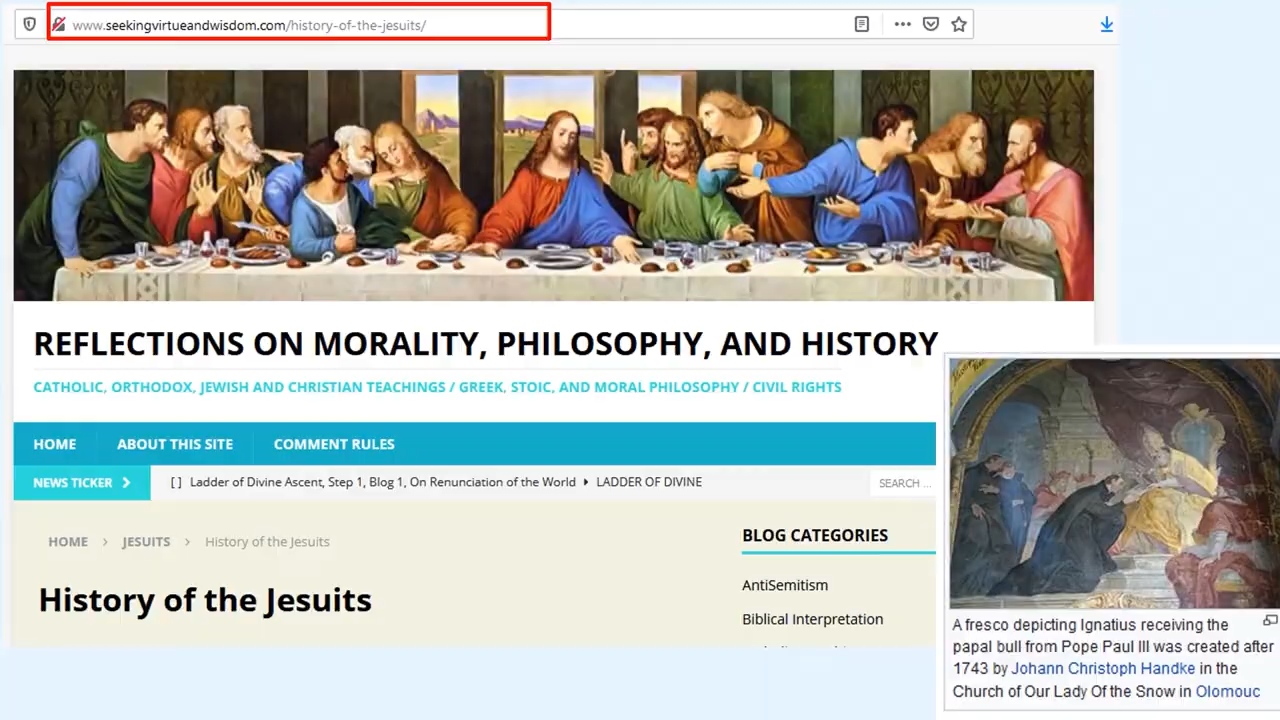 www.seekingvirtueandwisdom.com/history-of-the-jesuits/
REFLECTIONS ON MORALITY, PHILOSOPHY, AND HISTORY
CATHOLIC, ORTHODOX, JEWISH AND CHRISTIAN TEACHINGS / GREEK, STOIC, AND MORAL PHILOSOPHY / CIVIL RIGHTS
HOME ABOUT THIS SITE COMMENT RULES
NEWS TICKER [ ] Ladder of Divine Ascent, Step 1, Blog 1, On Renunciation of the World LADDER OF DIVINE SEARCH ...
HOME JESUITS History of the Jesuits
History of the Jesuits
BLOG CATEGORIES
AntiSemitism
Biblical Interpretation
A fresco depicting Ignatius receiving the
papal bull from Pope Paul III was created after
1743 by Johann Christoph Handke in the
Church of Our Lady Of the Snow in Olomouc